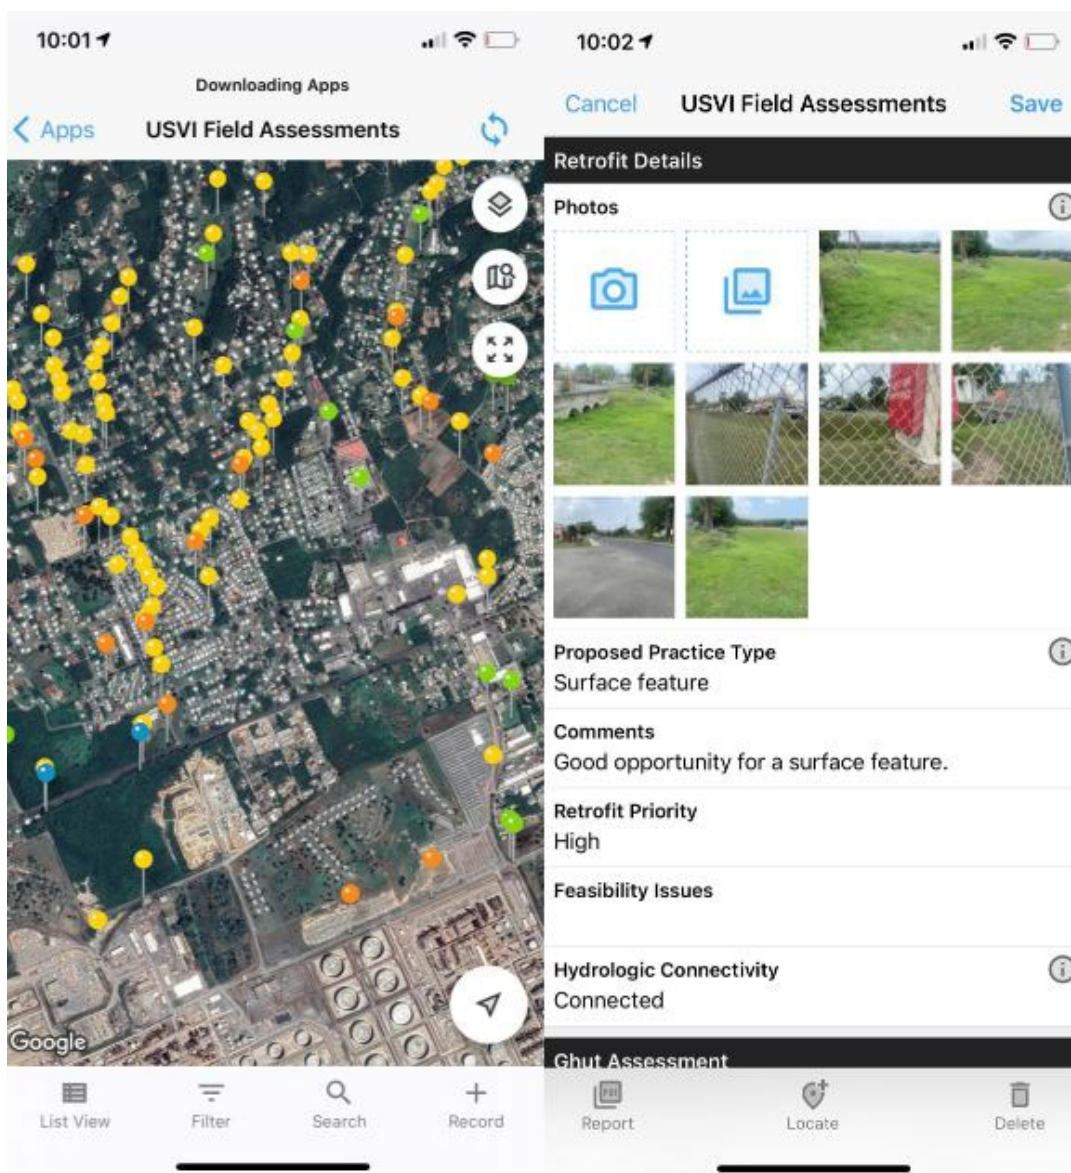 10:01
Downloading Apps
Apps
USVI Field Assessments
Google
List View
Filter
Search
Record
10:02
Cancel
USVI Field Assessments
Save
Retrofit Details
Photos
Proposed Practice Type
Surface feature
Comments
Good opportunity for a surface feature.
Retrofit Priority
High
Feasibility Issues
Hydrologic Connectivity
Connected
Ghut Assessment
PDF
Report
Locate
Delete